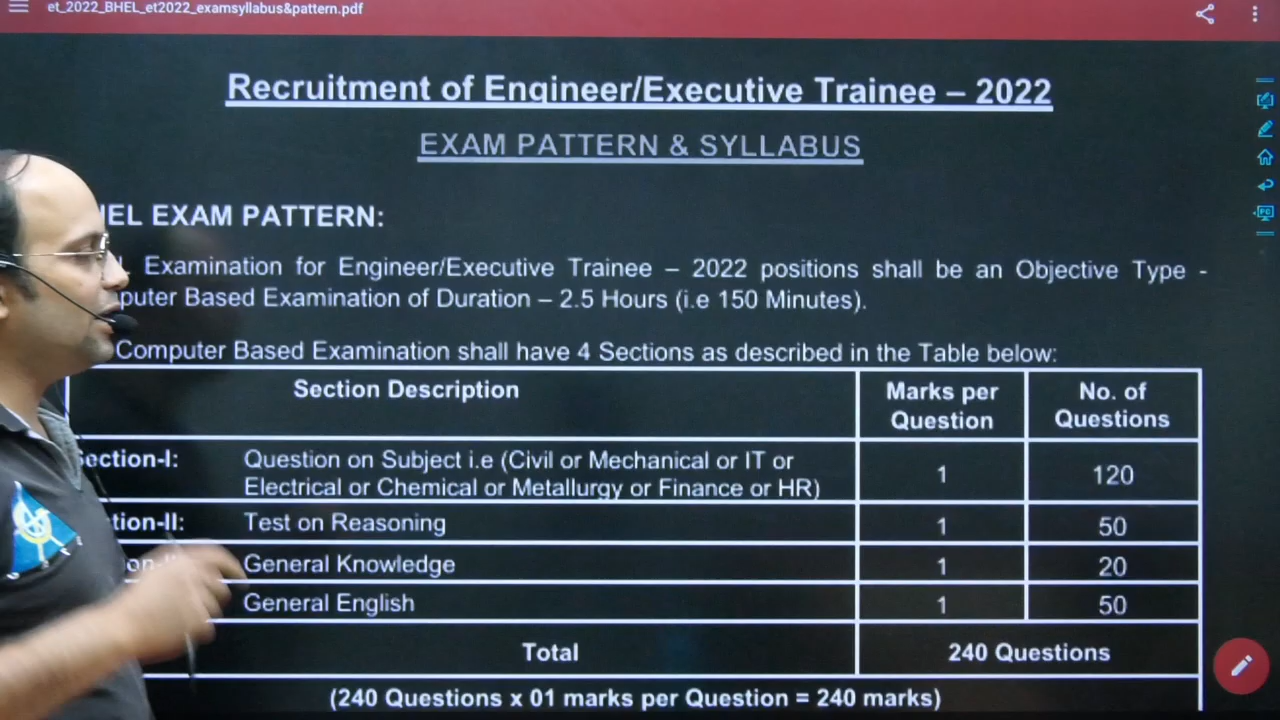 et_2022_BHEL_et2022_examsyllabus&pattern.pdf
Recruitment of Engineer/Executive Trainee – 2022
EXAM PATTERN & SYLLABUS
HEL EXAM PATTERN:
Examination for Engineer/Executive Trainee – 2022 positions shall be an Objective Type -
puter Based Examination of Duration – 2.5 Hours (i.e 150 Minutes).
Computer Based Examination shall have 4 Sections as described in the Table below:
Section Description
Marks per Question
No. of Questions
Section-I:
Question on Subject i.e (Civil or Mechanical or IT or
Electrical or Chemical or Metallurgy or Finance or HR)
1
120
tion-II:
Test on Reasoning
1
50
General Knowledge
1
20
General English
1
50
Total
240 Questions
(240 Questions x 01 marks per Question = 240 marks)